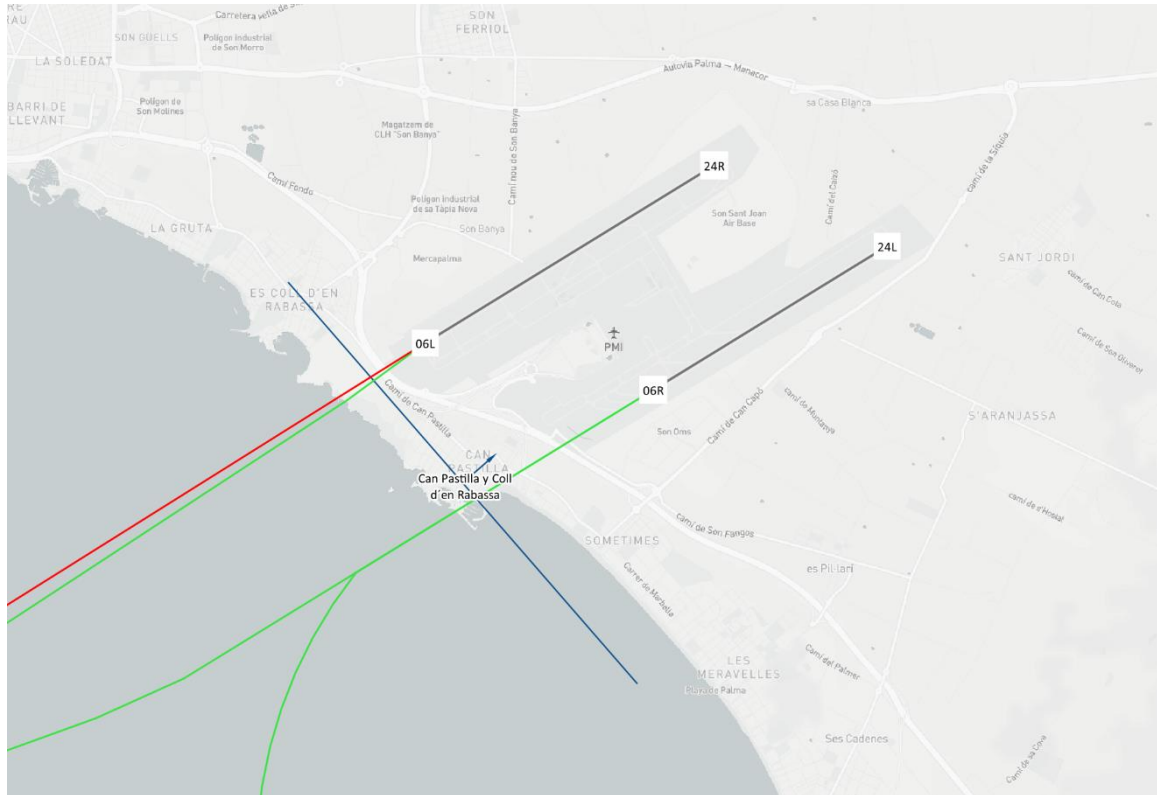 Carretera vella de
SON
FERRIOL
SON GUELLS
Polígon industrial
de Son Morro
LA SOLEDAT
Autovia Palma — Manacor
BARRI DE
LLEVANT
Polígon de
Son Molines
sa Casa Blanca
Magatzem de
CLH "Son Banya"
Camí nou de Son Banya
camí de la Síquia
24R
Camí Fondo
Camí del Caixó
Polígon industrial
de sa Tàpia Nova
Son Sant Joan
Air Base
LA GRUTA
Son Banya
24L
Mercapalma
SANT JORDI
camí de Can Cota
ES COLL D'EN
RABASSA
06L
PMI
Camí de Son Oliveret
Camí de Can Pastilla
06R
camí de Muntanya
S'ARANJASSA
Son Oms
Camí de Can Capó
CAN
PASTILLA
Can Pastilla y Coll
d´en Rabassa
camí de s'Hostal
camí de Son Fangos
SOMETIMES
es Pil·larí
Carrer de Marbella
LES
MERAVELLES
Camí del Palmer
Playa de Palma
Ses Cadenes
Camí de sa Cova